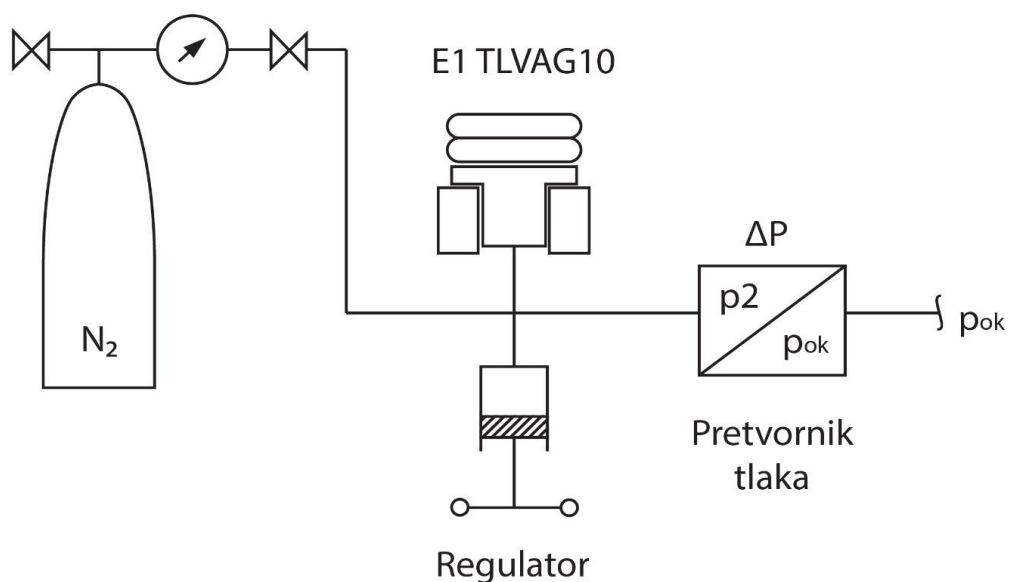 E1 TLVAG10
ΔP
p2
pok
pok
N₂
Pretvornik
tlaka
Regulator